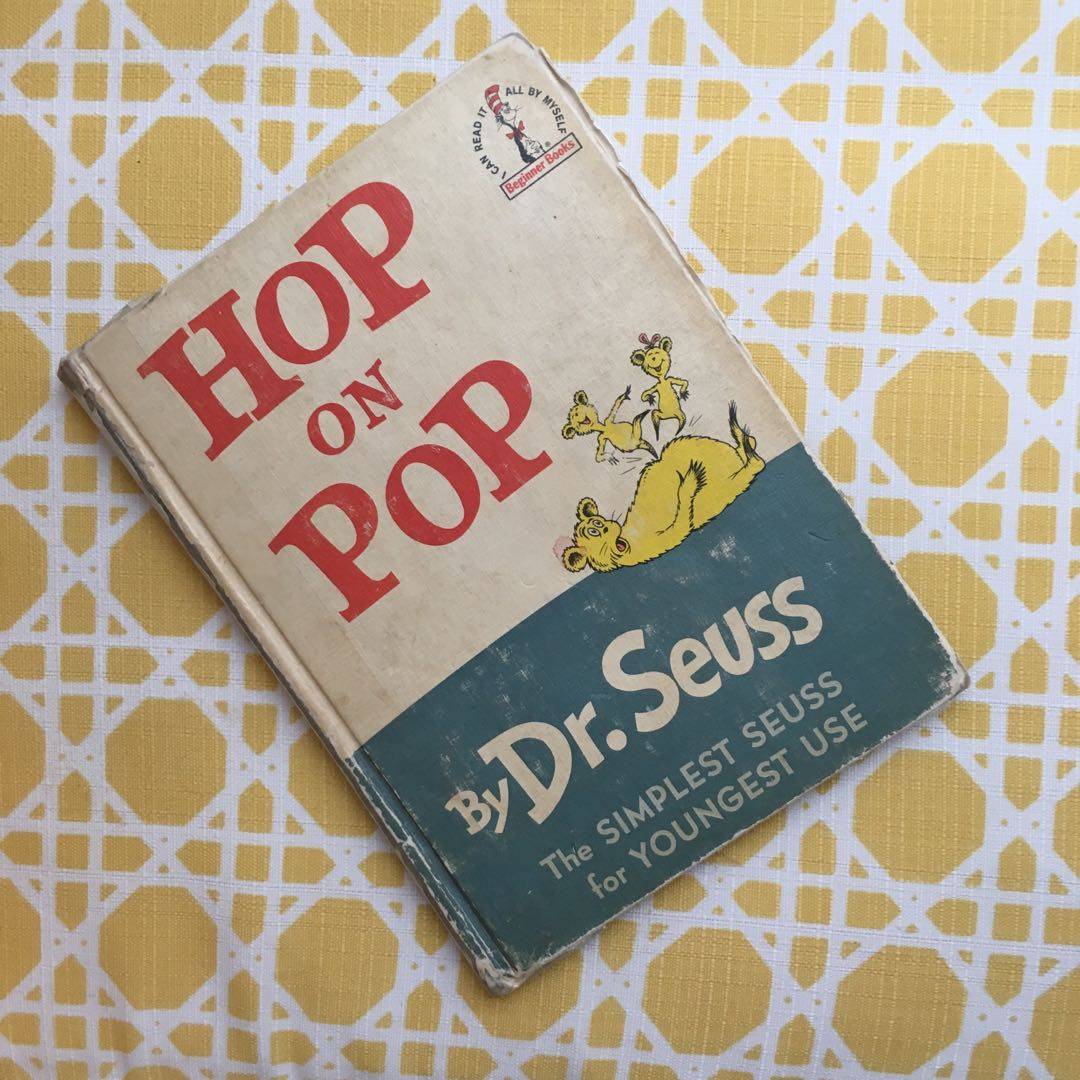 I CAN READ IT ALL BY MYSELF
Beginner Books
HOP
ON
POP
By Dr. Seuss
The SIMPLEST SEUSS
for YOUNGEST USE